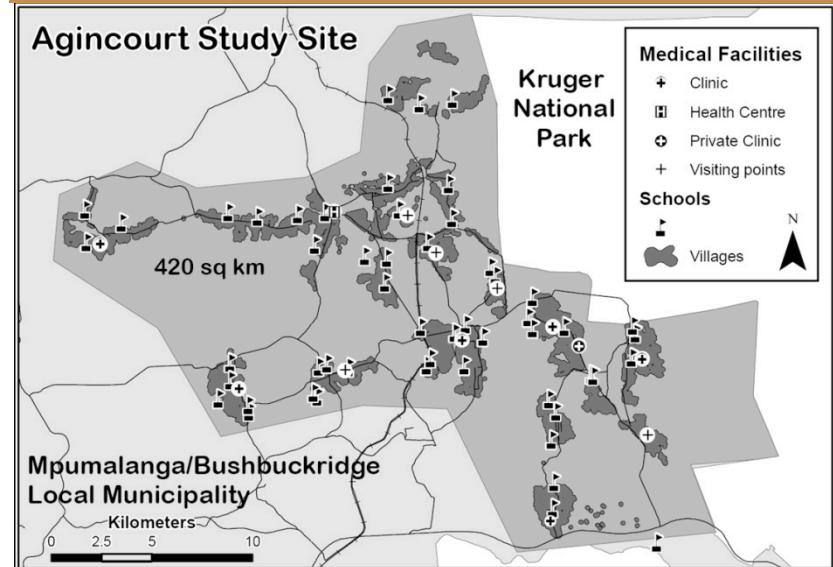 Agincourt Study Site
Kruger
National
Park
Medical Facilities
Clinic
H Health Centre
Private Clinic
Visiting points
Schools
Villages
N
H
420 sq km
Mpumalanga/Bushbuckridge
Local Municipality
Kilometers
0 2.5 5 10